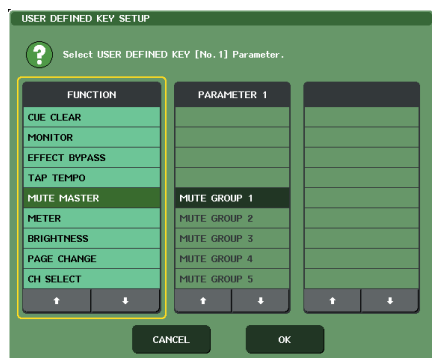 USER DEFINED KEY SETUP
?
Select USER DEFINED KEY [No.1] Parameter.
FUNCTION
CUE CLEAR
MONITOR
EFFECT BYPASS
TAP TEMPO
MUTE MASTER
METER
BRIGHTNESS
PAGE CHANGE
CH SELECT
PARAMETER 1
MUTE GROUP 1
MUTE GROUP 2
MUTE GROUP 3
MUTE GROUP 4
MUTE GROUP 5
CANCEL
OK